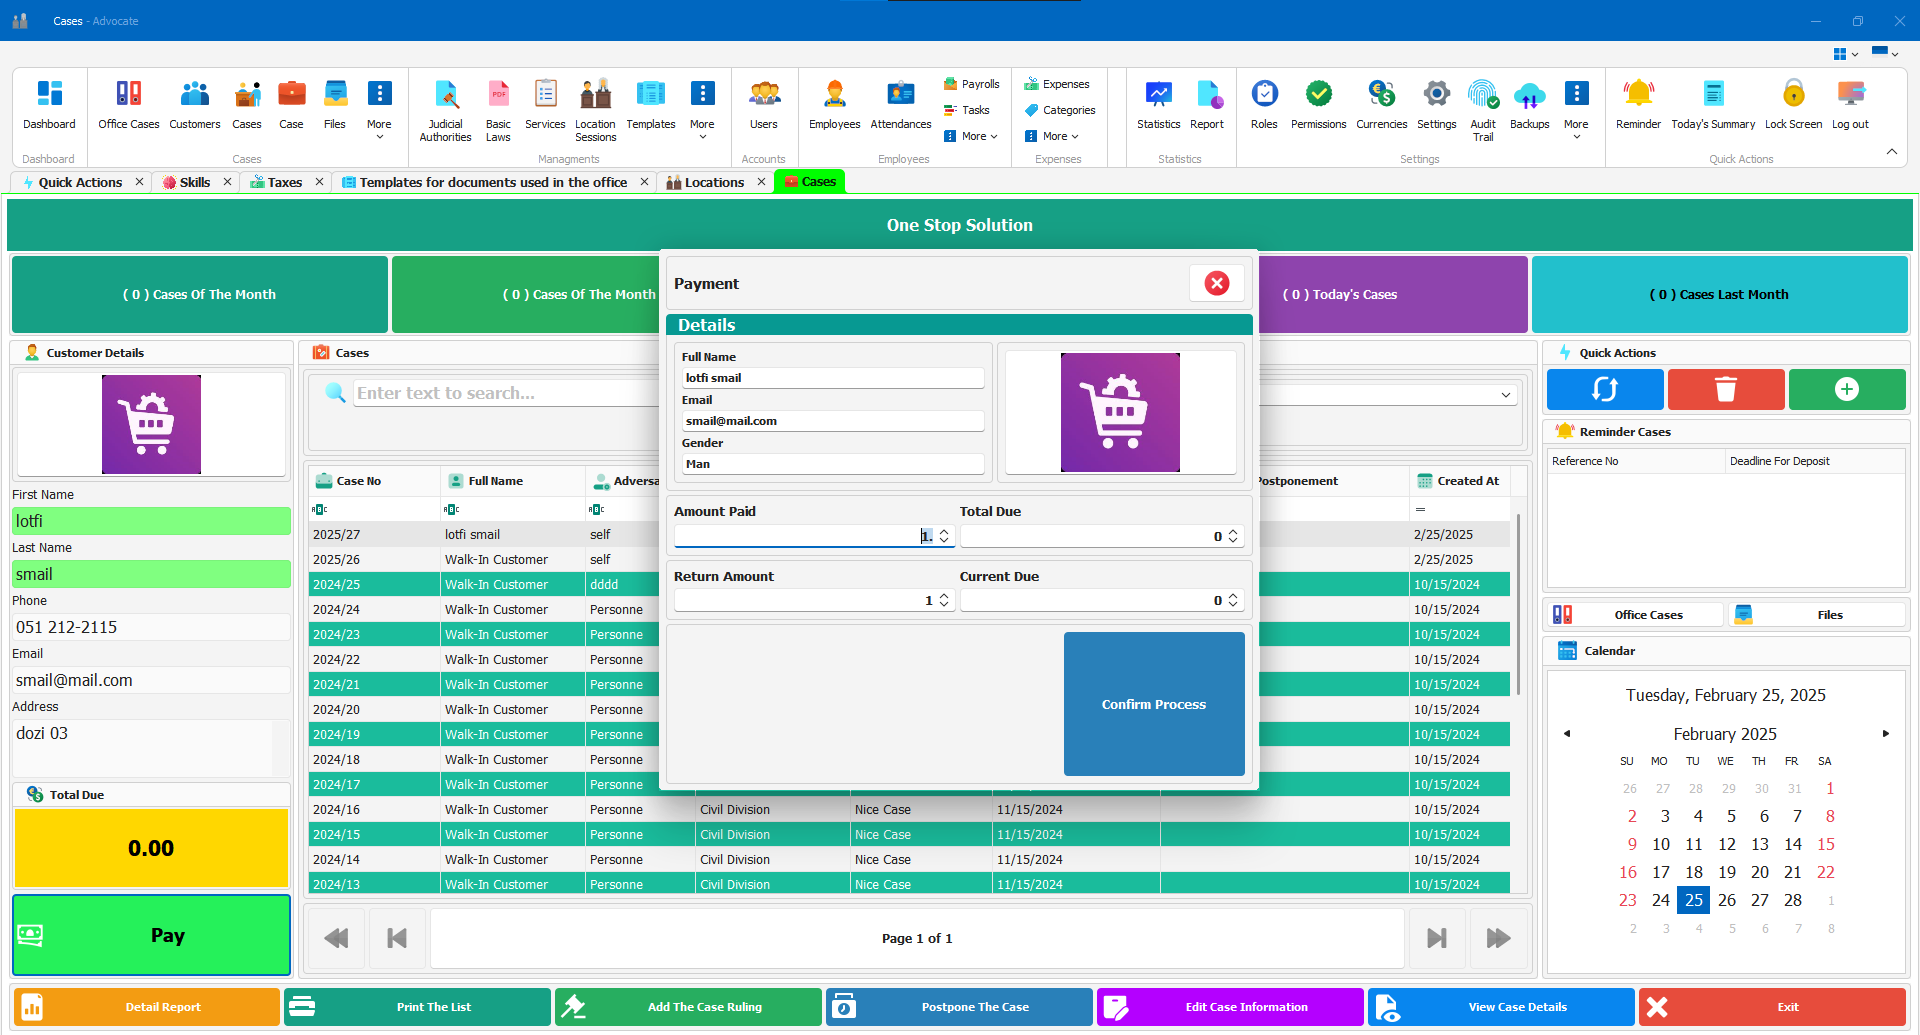 Cases - Advocate
Dashboard
Office Cases
Customers
Cases
Case
Files
More
Judicial Authorities
Basic Laws
Services
Location Sessions
Templates
More
Users
Employees
Attendances
Payrolls
Tasks
More
Expenses
Categories
More
Statistics
Report
Roles
Permissions
Currencies
Settings
Audit Trail
Backups
More
Reminder
Today's Summary
Lock Screen
Log out
Dashboard
Cases
Managments
Accounts
Employees
Expenses
Statistics
Settings
Quick Actions
Quick Actions
Skills
Taxes
Templates for documents used in the office
Locations
Cases
One Stop Solution
( 0 ) Cases Of The Month
( 0 ) Cases Of The Month
( 0 ) Today's Cases
( 0 ) Cases Last Month
Customer Details
First Name
lotfi
Last Name
smail
Phone
051 212-2115
Email
smail@mail.com
Address
dozi 03
Total Due
0.00
Pay
Cases
Enter text to search...
Case No Full Name Adversa Postponement Created At
2025/27 lotfi smail self 2/25/2025
2025/26 Walk-In Customer self 2/25/2025
2024/25 Walk-In Customer dddd 10/15/2024
2024/24 Walk-In Customer Personne 10/15/2024
2024/23 Walk-In Customer Personne 10/15/2024
2024/22 Walk-In Customer Personne 10/15/2024
2024/21 Walk-In Customer Personne 10/15/2024
2024/20 Walk-In Customer Personne 10/15/2024
2024/19 Walk-In Customer Personne 10/15/2024
2024/18 Walk-In Customer Personne 10/15/2024
2024/17 Walk-In Customer Personne 10/15/2024
2024/16 Walk-In Customer Personne Civil Division Nice Case 11/15/2024 10/15/2024
2024/15 Walk-In Customer Personne Civil Division Nice Case 11/15/2024 10/15/2024
2024/14 Walk-In Customer Personne Civil Division Nice Case 11/15/2024 10/15/2024
2024/13 Walk-In Customer Personne Civil Division Nice Case 11/15/2024 10/15/2024
Page 1 of 1
Payment
Details
Full Name
lotfi smail
Email
smail@mail.com
Gender
Man
Amount Paid Total Due
1. 0
Return Amount Current Due
1 0
Confirm Process
Quick Actions
Reminder Cases
Reference No Deadline For Deposit
Office Cases
Files
Calendar
Tuesday, February 25, 2025
February 2025
SU MO TU WE TH FR SA
26 27 28 29 30 31 1
2 3 4 5 6 7 8
9 10 11 12 13 14 15
16 17 18 19 20 21 22
23 24 25 26 27 28 1
2 3 4 5 6 7 8
Detail Report
Print The List
Add The Case Ruling
Postpone The Case
Edit Case Information
View Case Details
Exit